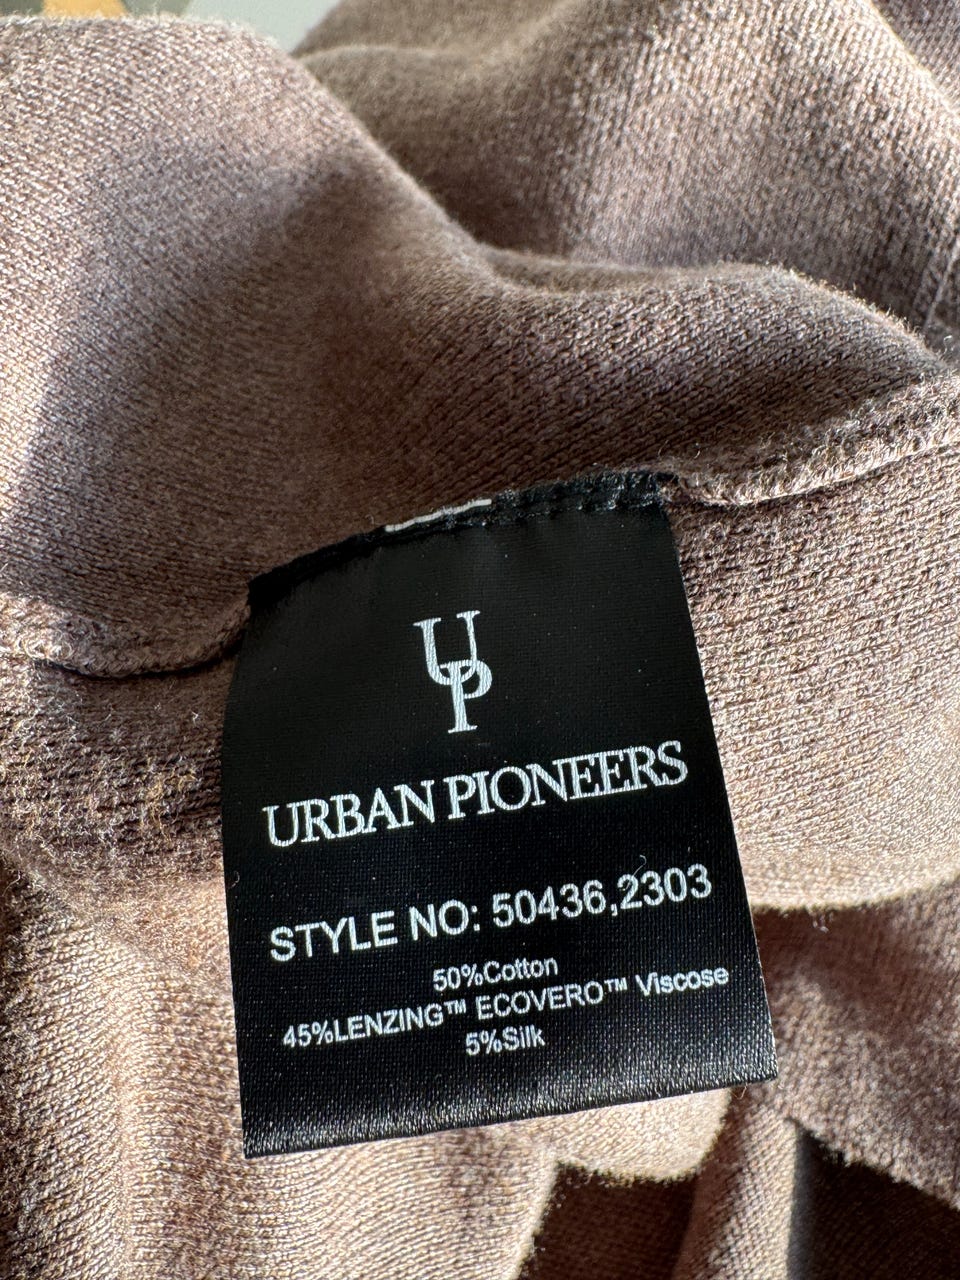 UP
URBAN PIONEERS
STYLE NO: 50436,2303
50%Cotton
45%LENZING™ ECOVERO™ Viscose
5%Silk